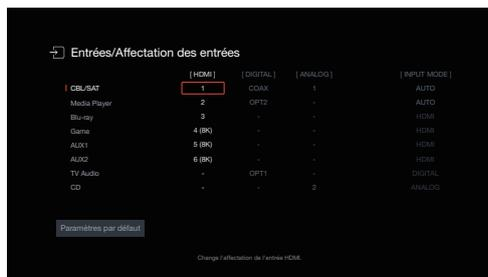 Entrées/Affectation des entrées
[ HDMI ] [ DIGITAL ] [ ANALOG ] [ INPUT MODE ]
CBL/SAT 1 COAX 1 AUTO
Media Player 2 OPT2 - AUTO
Blu-ray 3 - - HDMI
Game 4 (8K) - - HDMI
AUX1 5 (8K) - - HDMI
AUX2 6 (8K) - - HDMI
TV Audio - OPT1 - DIGITAL
CD - - 2 ANALOG
Paramètres par défaut
Change l'affectation de l'entrée HDMI.